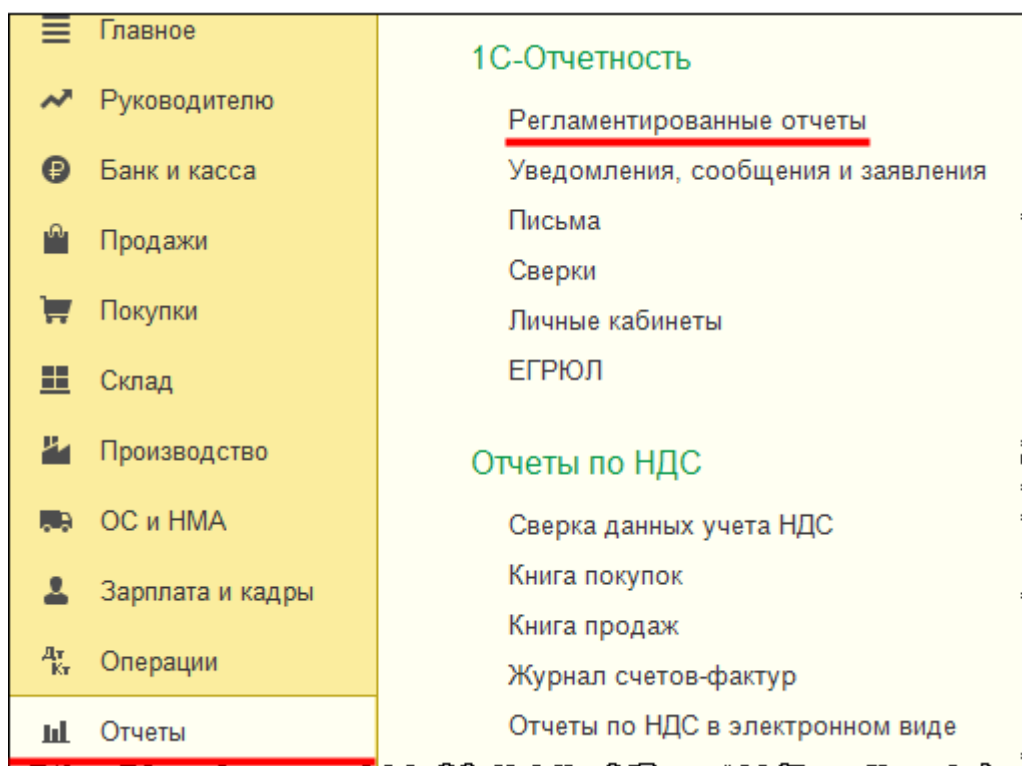 Главное
Руководителю
Банк и касса
Продажи
Покупки
Склад
Производство
ОС и НМА
Зарплата и кадры
Дт Кт Операции
Отчеты
1С-Отчетность
Регламентированные отчеты
Уведомления, сообщения и заявления
Письма
Сверки
Личные кабинеты
ЕГРЮЛ
Отчеты по НДС
Сверка данных учета НДС
Книга покупок
Книга продаж
Журнал счетов-фактур
Отчеты по НДС в электронном виде